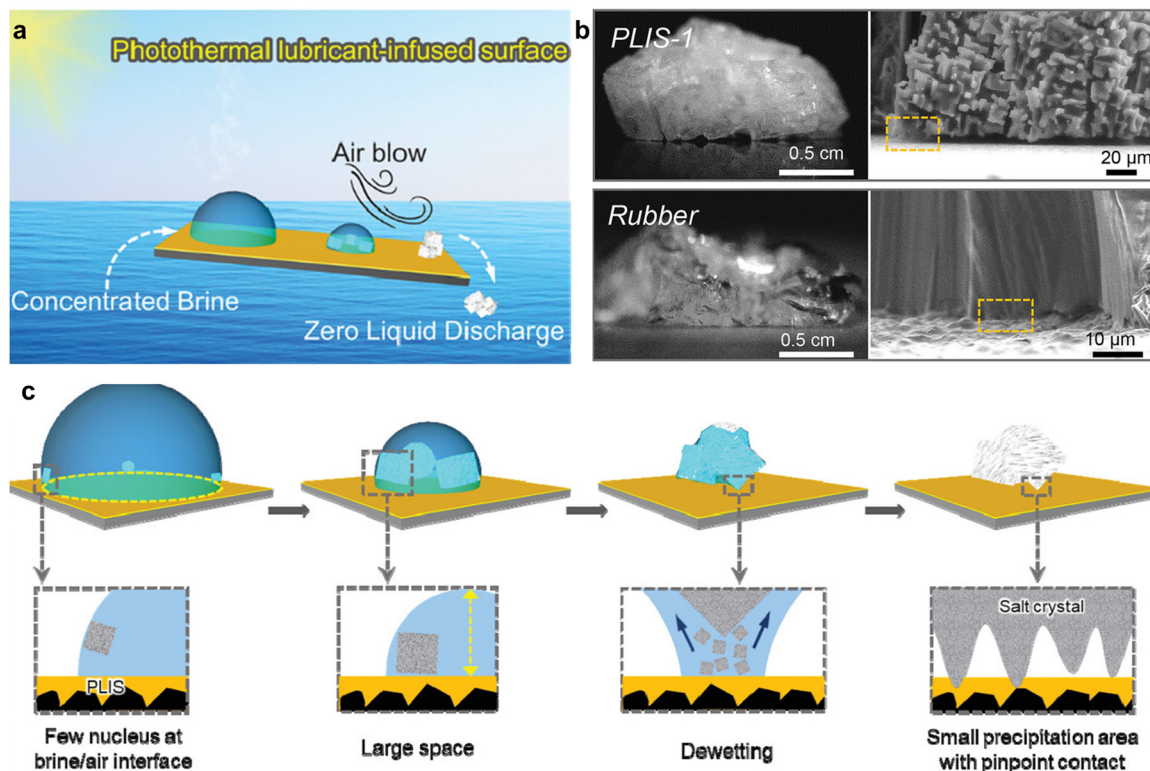 a
Photothermal lubricant-infused surface
Air blow
Concentrated Brine
Zero Liquid Discharge
b
PLIS-1
0.5 cm
20 µm
Rubber
0.5 cm
10 µm
c
PLIS
Salt crystal
Few nucleus at
brine/air interface
Large space
Dewetting
Small precipitation area
with pinpoint contact